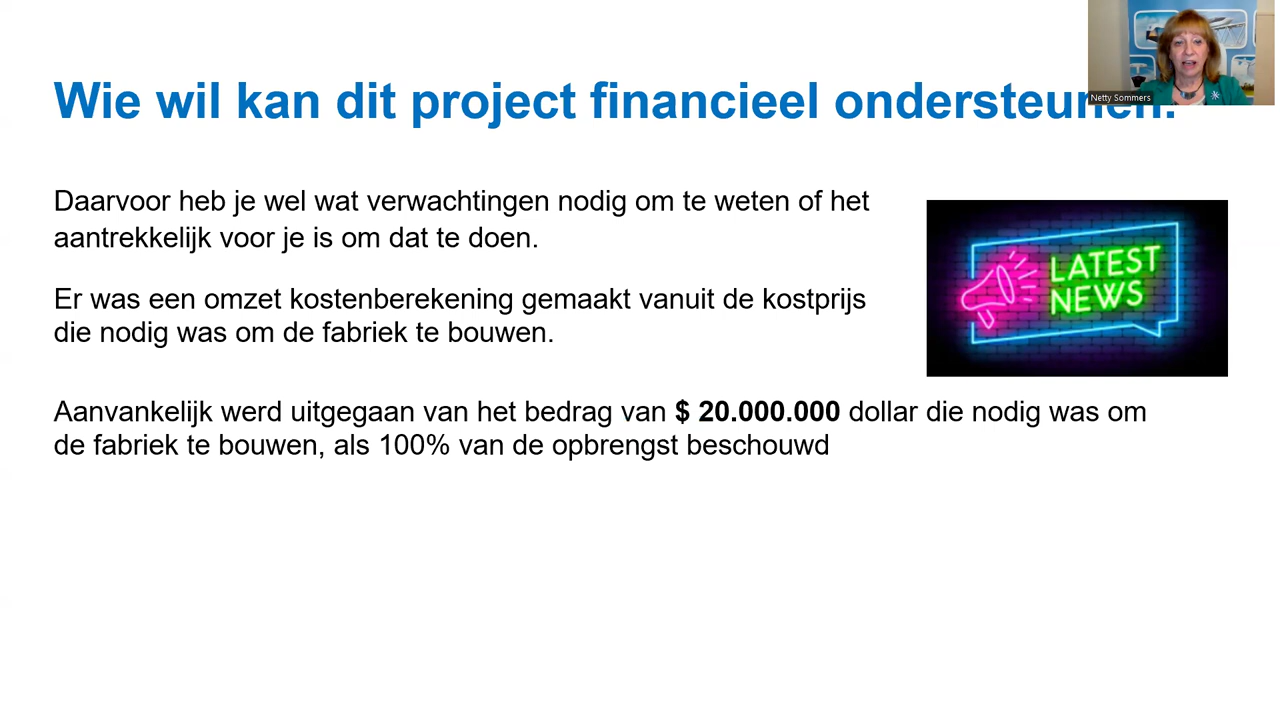 Wie wil kan dit project financieel ondersteunen.
Netty Sommers
Daarvoor heb je wel wat verwachtingen nodig om te weten of het
aantrekkelijk voor je is om dat te doen.
LATEST
NEWS
Er was een omzet kostenberekening gemaakt vanuit de kostprijs
die nodig was om de fabriek te bouwen.
Aanvankelijk werd uitgegaan van het bedrag van $ 20.000.000 dollar die nodig was om
de fabriek te bouwen, als 100% van de opbrengst beschouwd